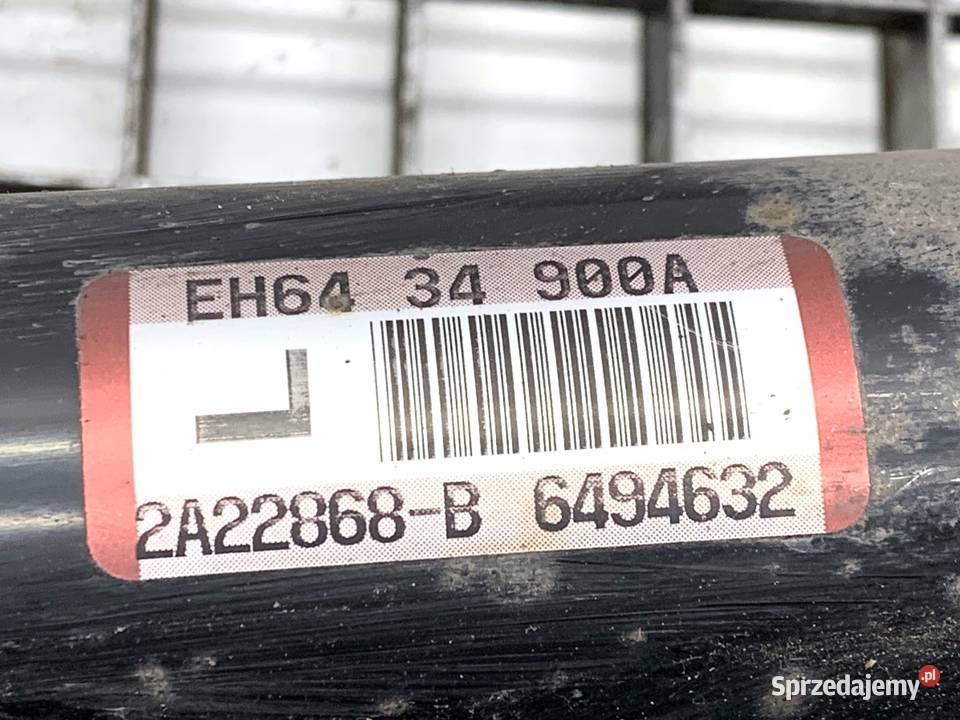 EH64 34 900A
L
2A22868-B 6494632
Sprzedajemy.pl